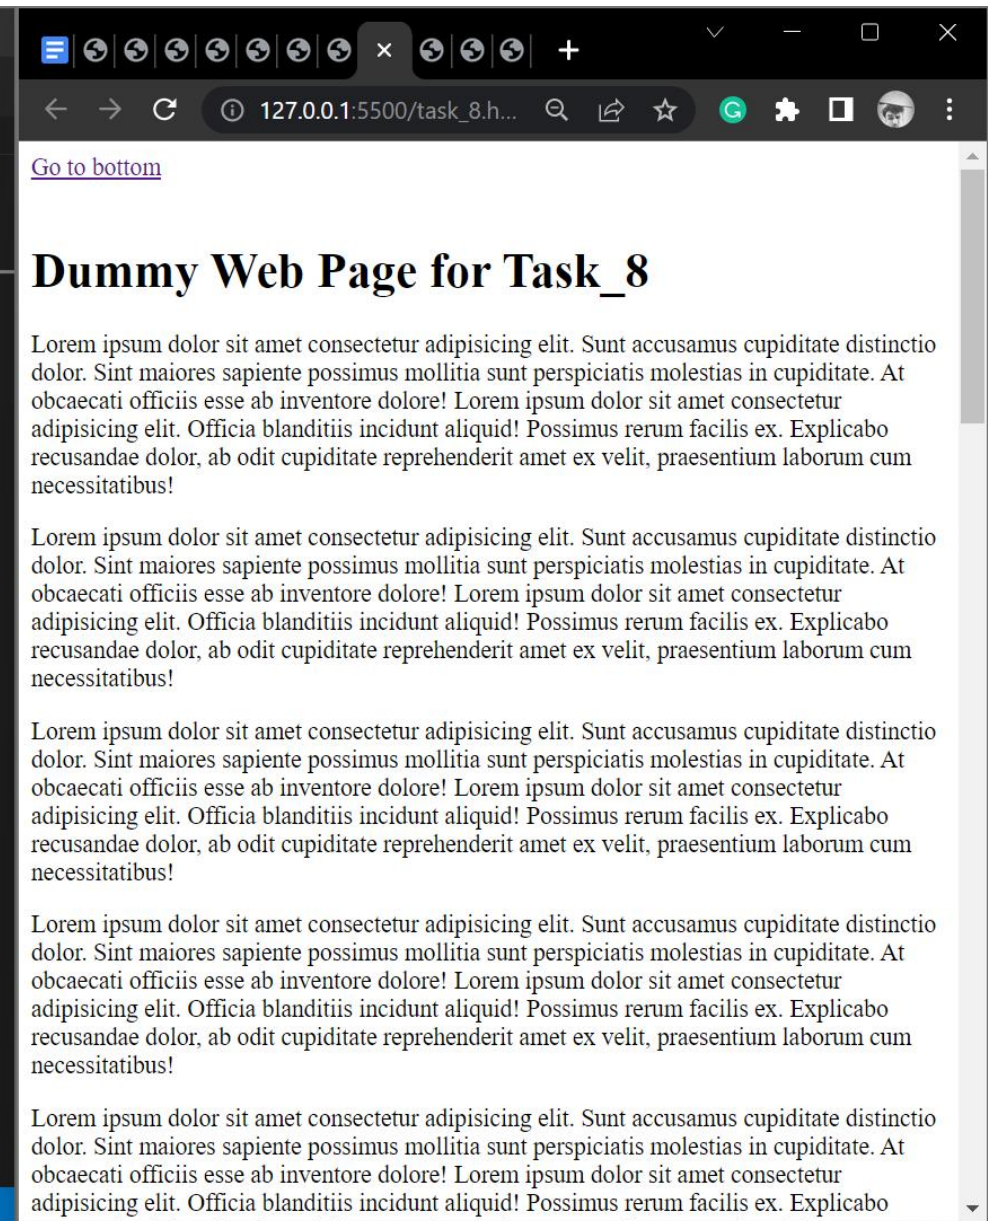 127.0.0.1:5500/task_8.h...
G
Go to bottom
Dummy Web Page for Task_8
Lorem ipsum dolor sit amet consectetur adipisicing elit. Sunt accusamus cupiditate distinctio
dolor. Sint maiores sapiente possimus mollitia sunt perspiciatis molestias in cupiditate. At
obcaecati officiis esse ab inventore dolore! Lorem ipsum dolor sit amet consectetur
adipisicing elit. Officia blanditiis incidunt aliquid! Possimus rerum facilis ex. Explicabo
recusandae dolor, ab odit cupiditate reprehenderit amet ex velit, praesentium laborum cum
necessitatibus!
Lorem ipsum dolor sit amet consectetur adipisicing elit. Sunt accusamus cupiditate distinctio
dolor. Sint maiores sapiente possimus mollitia sunt perspiciatis molestias in cupiditate. At
obcaecati officiis esse ab inventore dolore! Lorem ipsum dolor sit amet consectetur
adipisicing elit. Officia blanditiis incidunt aliquid! Possimus rerum facilis ex. Explicabo
recusandae dolor, ab odit cupiditate reprehenderit amet ex velit, praesentium laborum cum
necessitatibus!
Lorem ipsum dolor sit amet consectetur adipisicing elit. Sunt accusamus cupiditate distinctio
dolor. Sint maiores sapiente possimus mollitia sunt perspiciatis molestias in cupiditate. At
obcaecati officiis esse ab inventore dolore! Lorem ipsum dolor sit amet consectetur
adipisicing elit. Officia blanditiis incidunt aliquid! Possimus rerum facilis ex. Explicabo
recusandae dolor, ab odit cupiditate reprehenderit amet ex velit, praesentium laborum cum
necessitatibus!
Lorem ipsum dolor sit amet consectetur adipisicing elit. Sunt accusamus cupiditate distinctio
dolor. Sint maiores sapiente possimus mollitia sunt perspiciatis molestias in cupiditate. At
obcaecati officiis esse ab inventore dolore! Lorem ipsum dolor sit amet consectetur
adipisicing elit. Officia blanditiis incidunt aliquid! Possimus rerum facilis ex. Explicabo
recusandae dolor, ab odit cupiditate reprehenderit amet ex velit, praesentium laborum cum
necessitatibus!
Lorem ipsum dolor sit amet consectetur adipisicing elit. Sunt accusamus cupiditate distinctio
dolor. Sint maiores sapiente possimus mollitia sunt perspiciatis molestias in cupiditate. At
obcaecati officiis esse ab inventore dolore! Lorem ipsum dolor sit amet consectetur
adipisicing elit. Officia blanditiis incidunt aliquid! Possimus rerum facilis ex. Explicabo